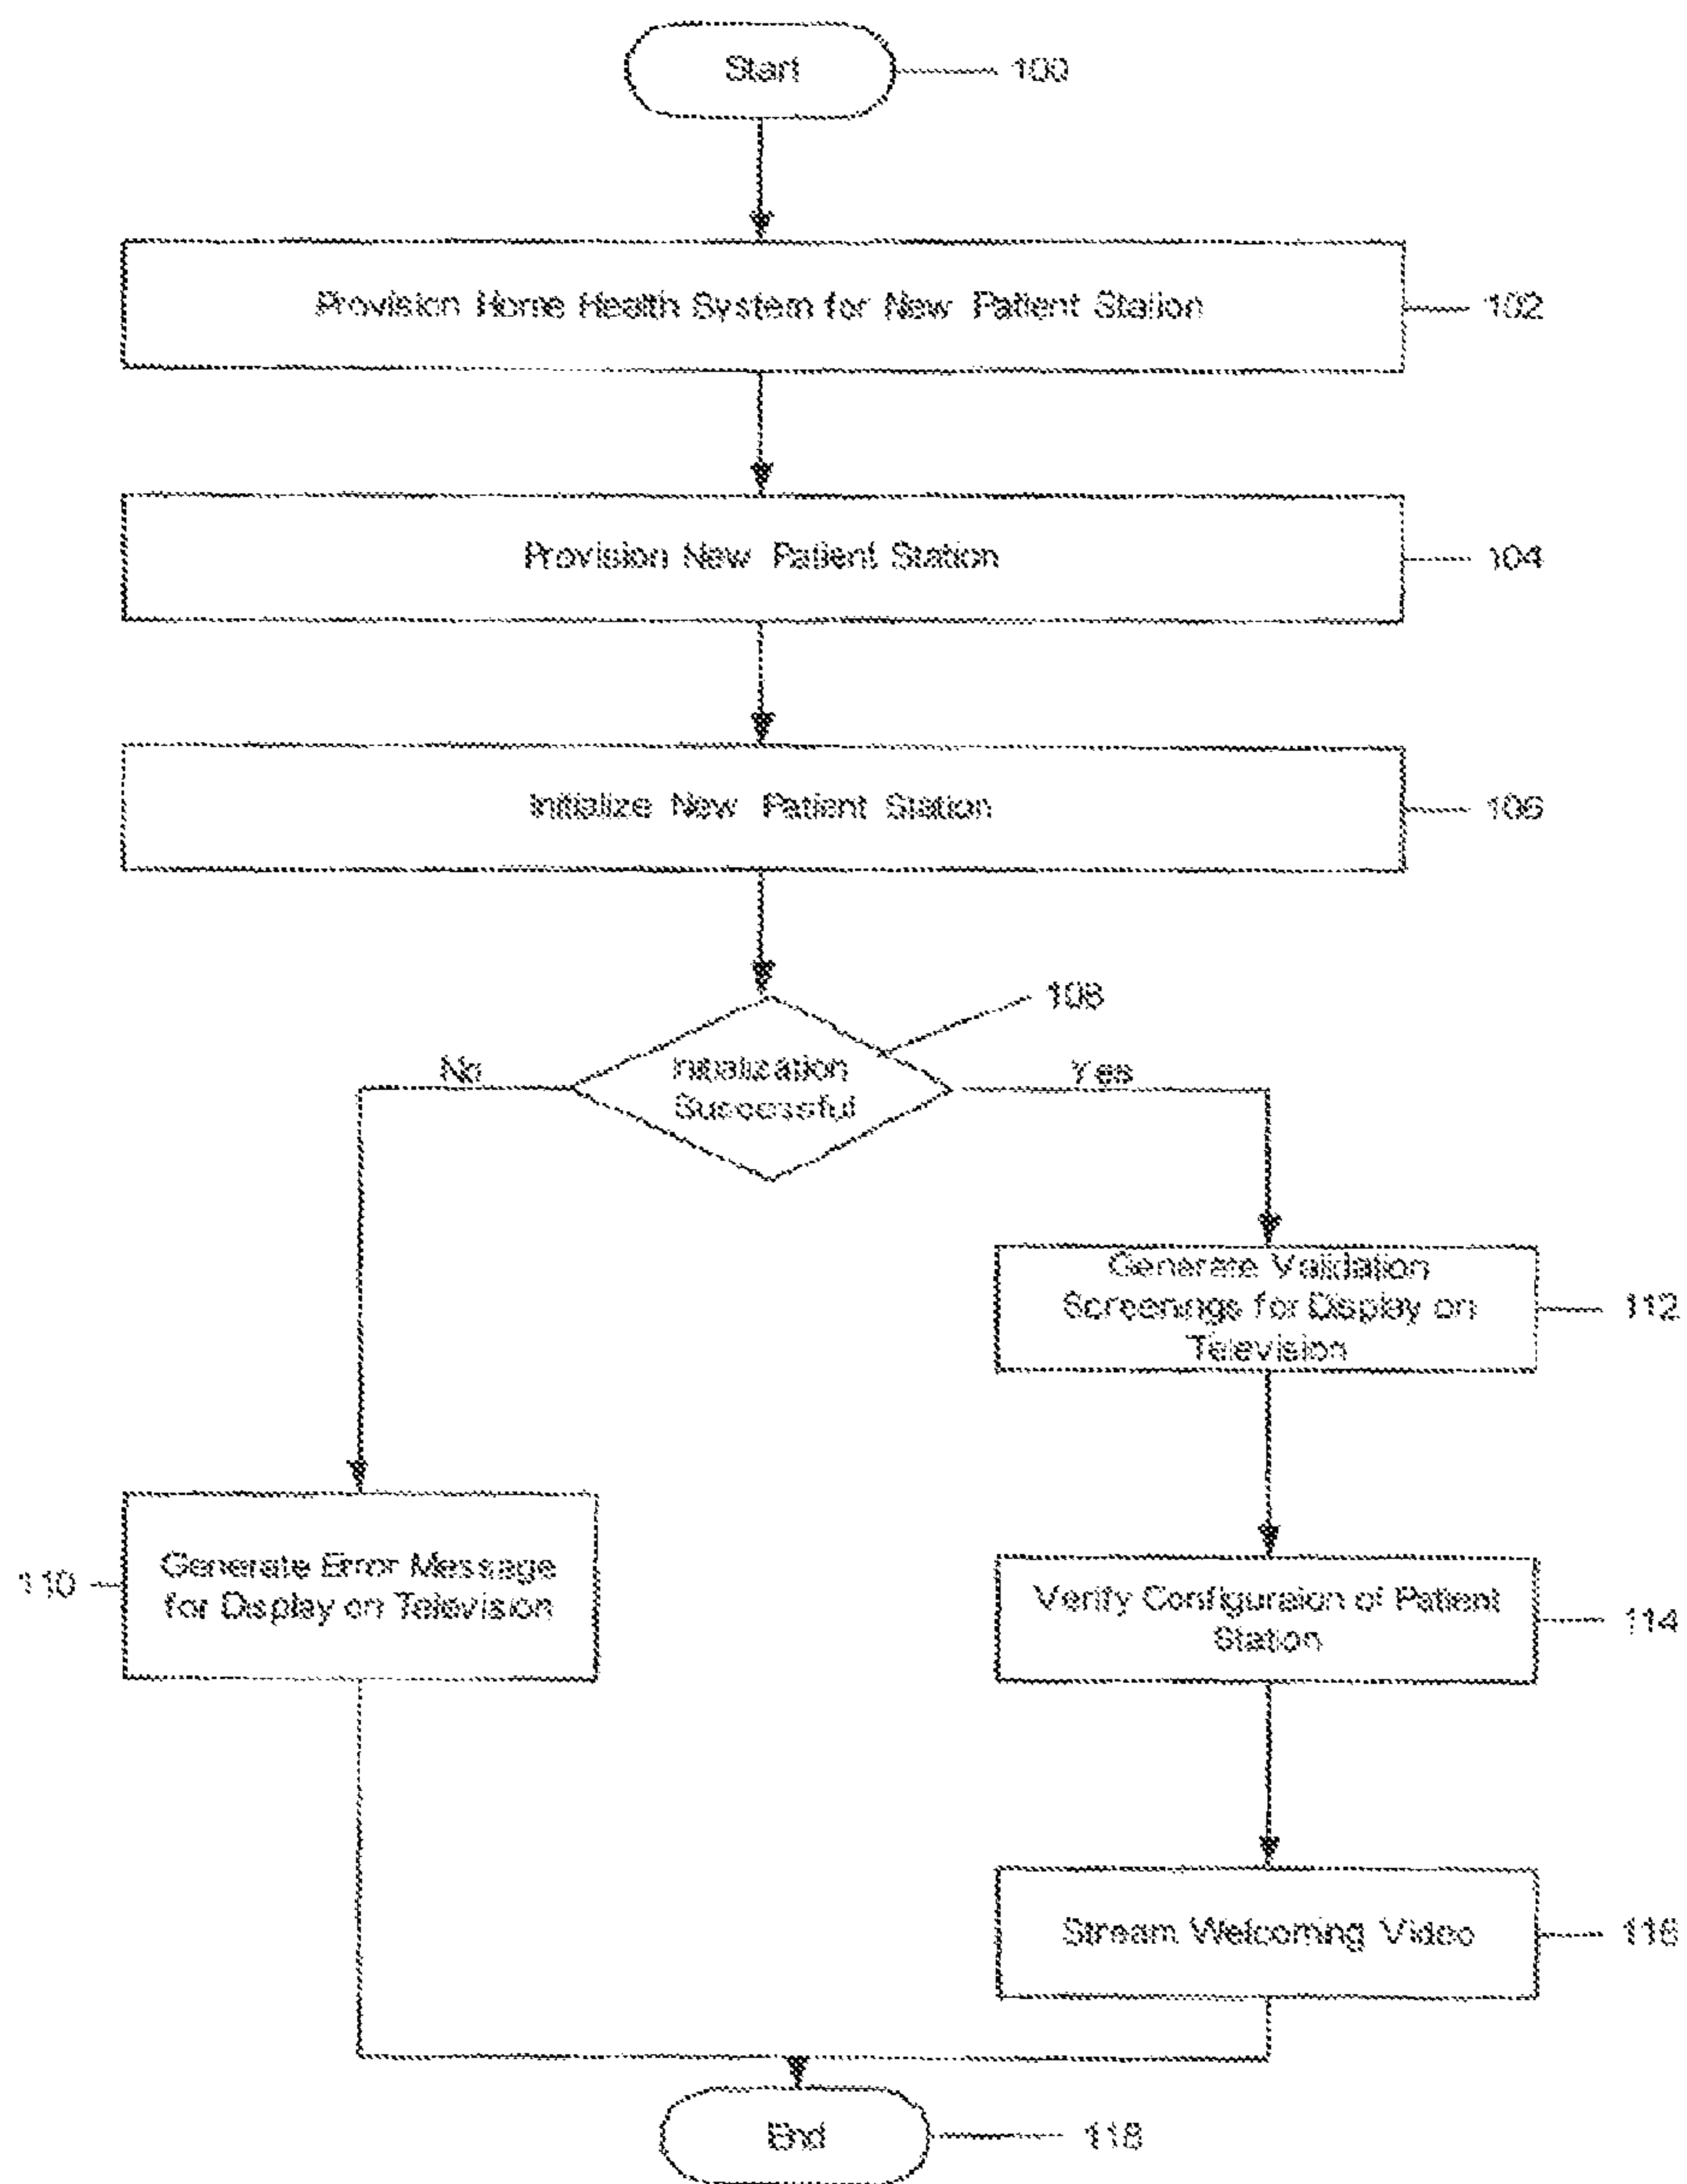 Start
100
Provision Home Health System for New Patient Station
102
Provision New Patient Station
104
Initialize New Patient Station
106
108
No
Initialization
Successful
Yes
Generate Validation
Screenings for Display on
Television
112
110
Generate Error Message
for Display on Television
Verify Configuraion of Patient
Station
114
Stream Welcoming Video
116
End
118